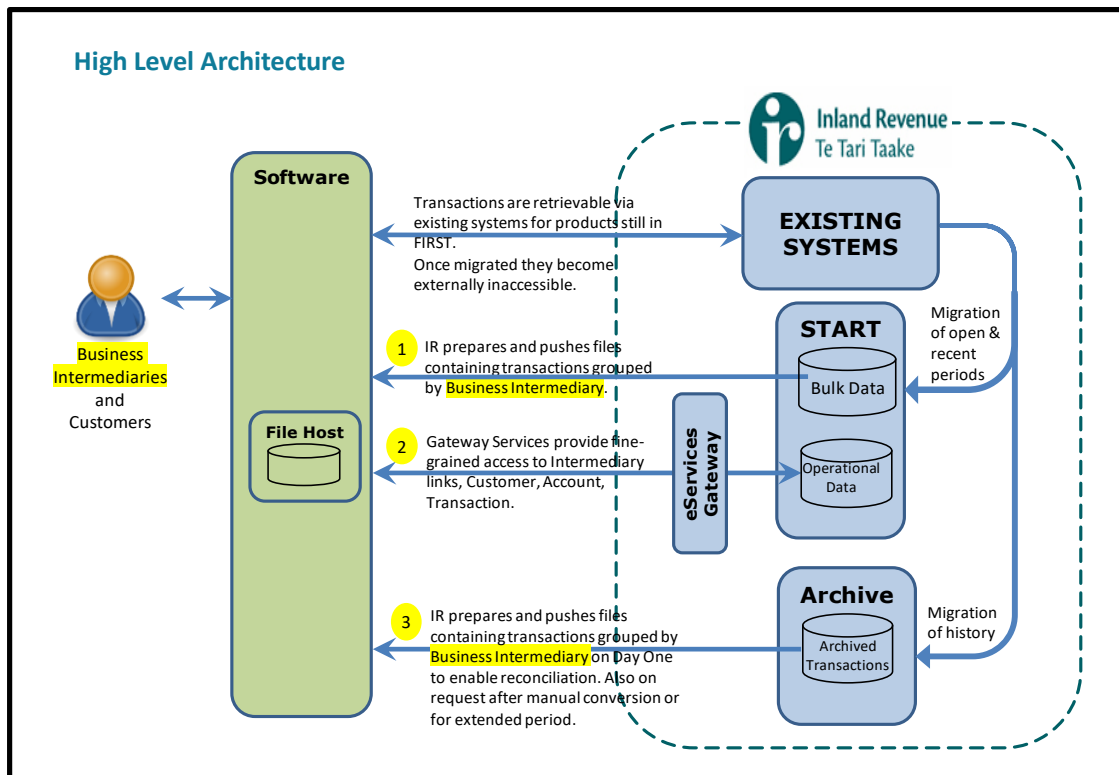 High Level Architecture
ir
Inland Revenue
Te Tari Taake
Software
Transactions are retrievable via
existing systems for products still in
FIRST.
Once migrated they become
externally inaccessible.
EXISTING
SYSTEMS
Business
Intermediaries
and
Customers
1
IR prepares and pushes files
containing transactions grouped
by Business Intermediary.
START
Bulk Data
Migration
of open &
recent
periods
File Host
2
Gateway Services provide fine-
grained access to Intermediary
links, Customer, Account,
Transaction.
eServices
Gateway
Operational
Data
3
IR prepares and pushes files
containing transactions grouped by
Business Intermediary on Day One
to enable reconciliation. Also on
request after manual conversion or
for extended period.
Archive
Archived
Transactions
Migration
of history